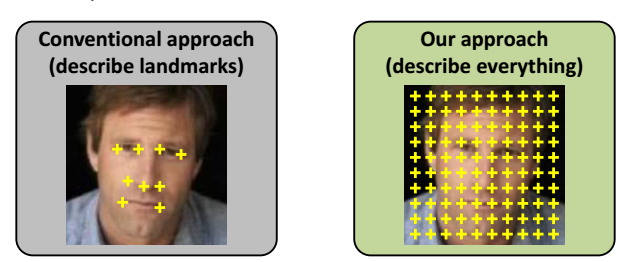 Conventional approach
(describe landmarks)
Our approach
(describe everything)